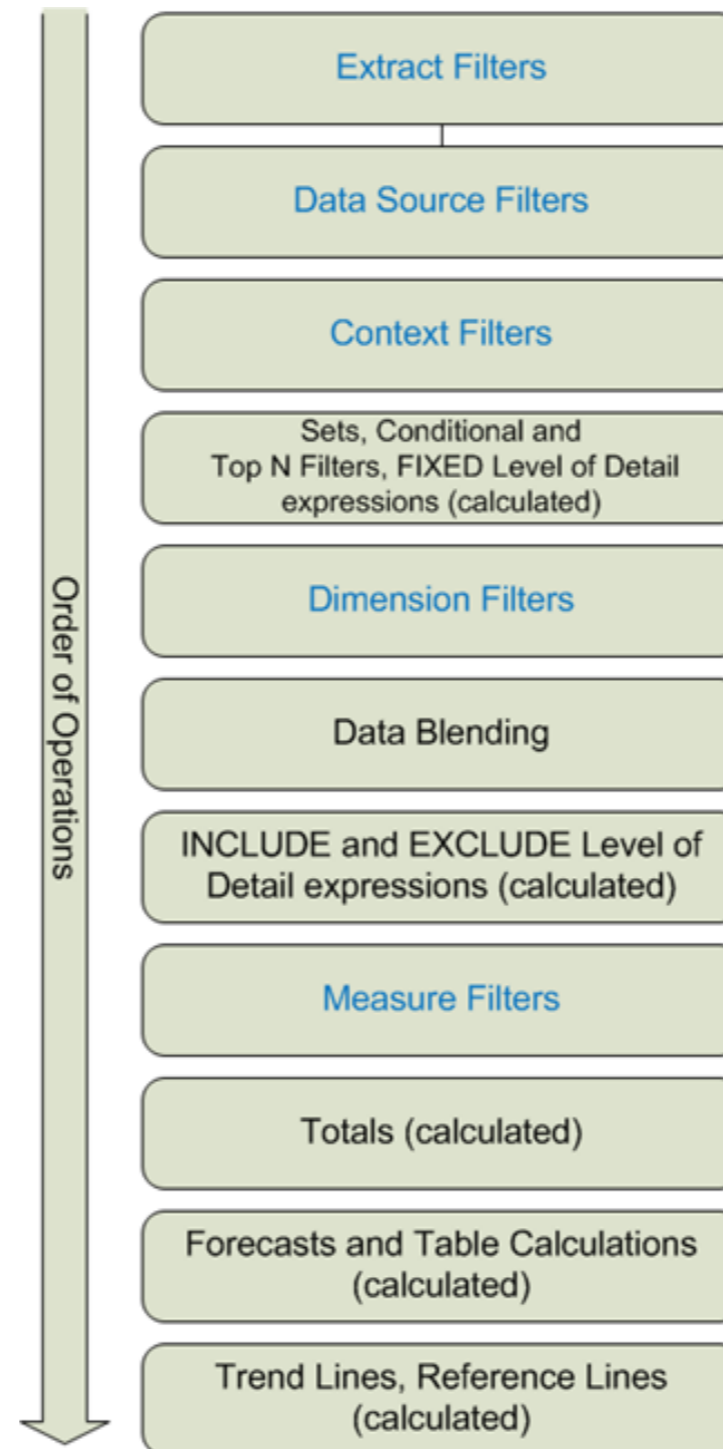 Order of Operations
Extract Filters
Data Source Filters
Context Filters
Sets, Conditional and
Top N Filters, FIXED Level of Detail
expressions (calculated)
Dimension Filters
Data Blending
INCLUDE and EXCLUDE Level of
Detail expressions (calculated)
Measure Filters
Totals (calculated)
Forecasts and Table Calculations
(calculated)
Trend Lines, Reference Lines
(calculated)